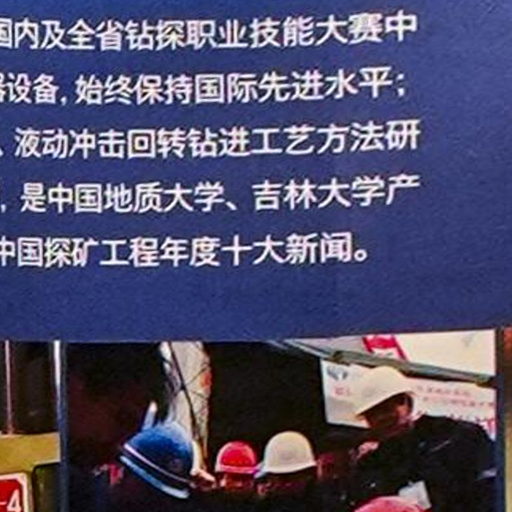 国内及全省钻探职业技能大赛中
器设备,始终保持国际先进水平;
、液动冲击回转钻进工艺方法研
,是中国地质大学、吉林大学产
中国探矿工程年度十大新闻。
-4